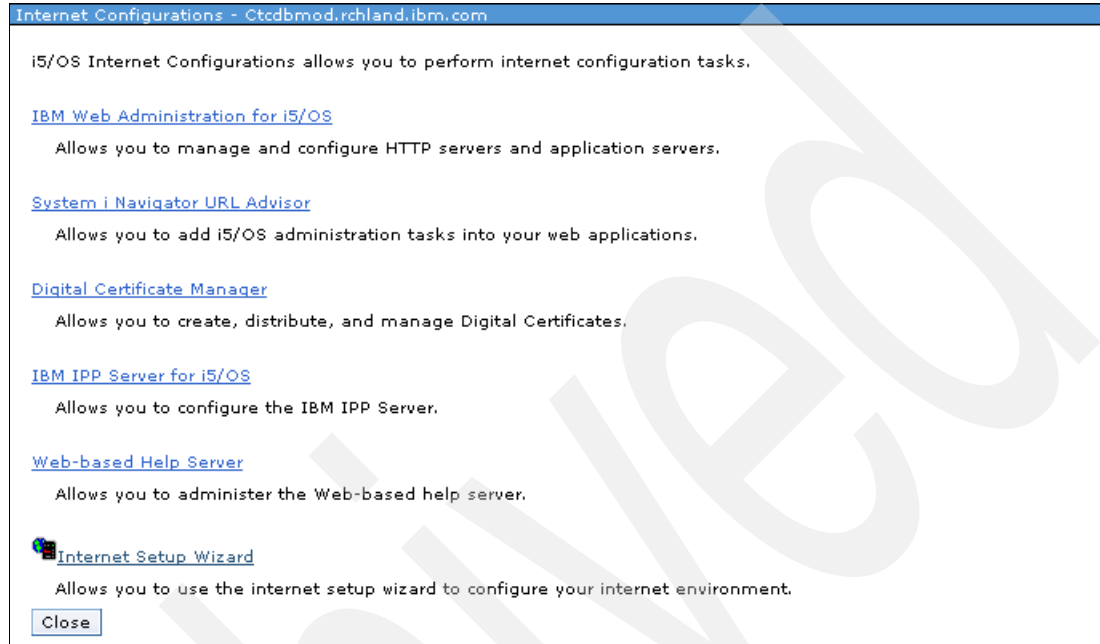 Internet Configurations - Ctcdbmod.rchland.ibm.com
i5/OS Internet Configurations allows you to perform internet configuration tasks.
IBM Web Administration for i5/OS
Allows you to manage and configure HTTP servers and application servers.
System i Navigator URL Advisor
Allows you to add i5/OS administration tasks into your web applications.
Digital Certificate Manager
Allows you to create, distribute, and manage Digital Certificates.
IBM IPP Server for i5/OS
Allows you to configure the IBM IPP Server.
Web-based Help Server
Allows you to administer the Web-based help server.
Internet Setup Wizard
Allows you to use the internet setup wizard to configure your internet environment.
Close
hived